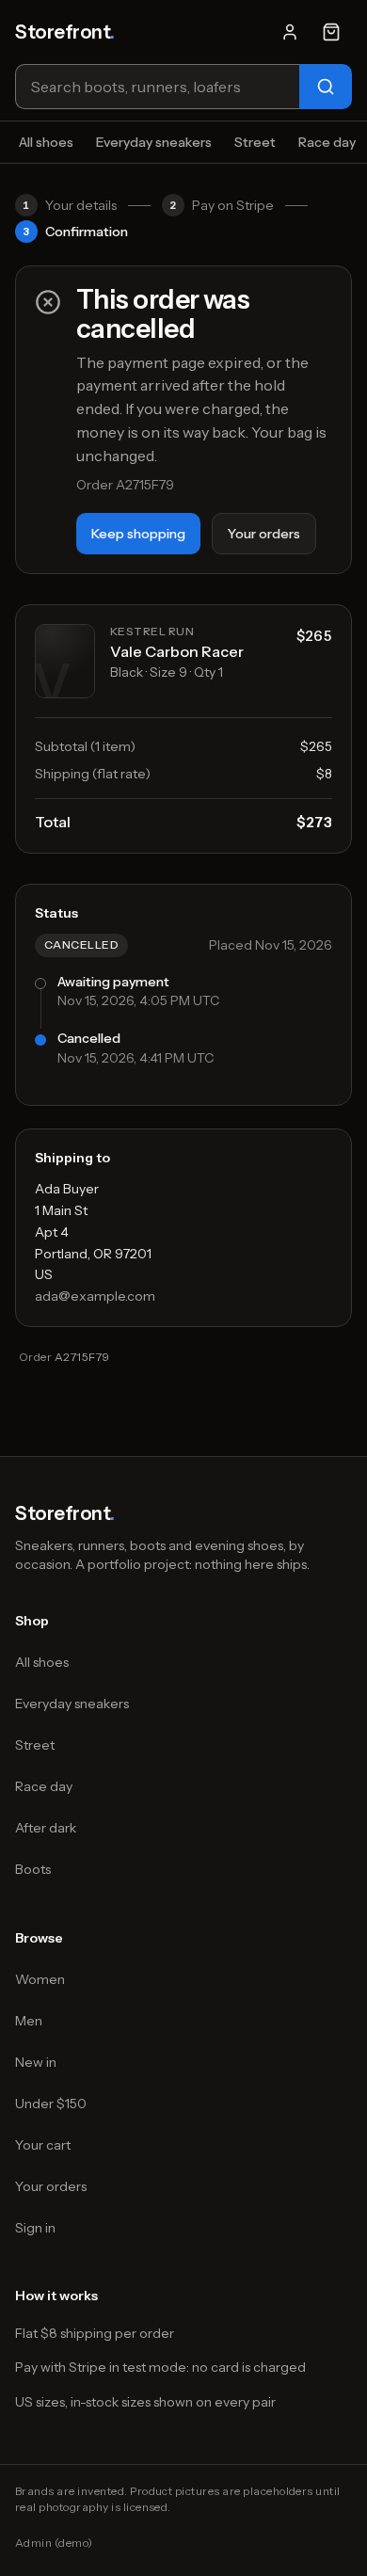 Storefront.
Search boots, runners, loafers
All shoes Everyday sneakers Street Race day
1 Your details 2 Pay on Stripe
3 Confirmation
This order was
cancelled
The payment page expired, or the
payment arrived after the hold
ended. If you were charged, the
money is on its way back. Your bag is
unchanged.
Order A2715F79
Keep shopping Your orders
V
KESTREL RUN
Vale Carbon Racer
Black · Size 9 · Qty 1
$265
Subtotal (1 item) $265
Shipping (flat rate) $8
Total $273
Status
CANCELLED Placed Nov 15, 2026
Awaiting payment
Nov 15, 2026, 4:05 PM UTC
Cancelled
Nov 15, 2026, 4:41 PM UTC
Shipping to
Ada Buyer
1 Main St
Apt 4
Portland, OR 97201
US
ada@example.com
Order A2715F79
Storefront.
Sneakers, runners, boots and evening shoes, by
occasion. A portfolio project: nothing here ships.
Shop
All shoes
Everyday sneakers
Street
Race day
After dark
Boots
Browse
Women
Men
New in
Under $150
Your cart
Your orders
Sign in
How it works
Flat $8 shipping per order
Pay with Stripe in test mode: no card is charged
US sizes, in-stock sizes shown on every pair
Brands are invented. Product pictures are placeholders until
real photography is licensed.
Admin (demo)